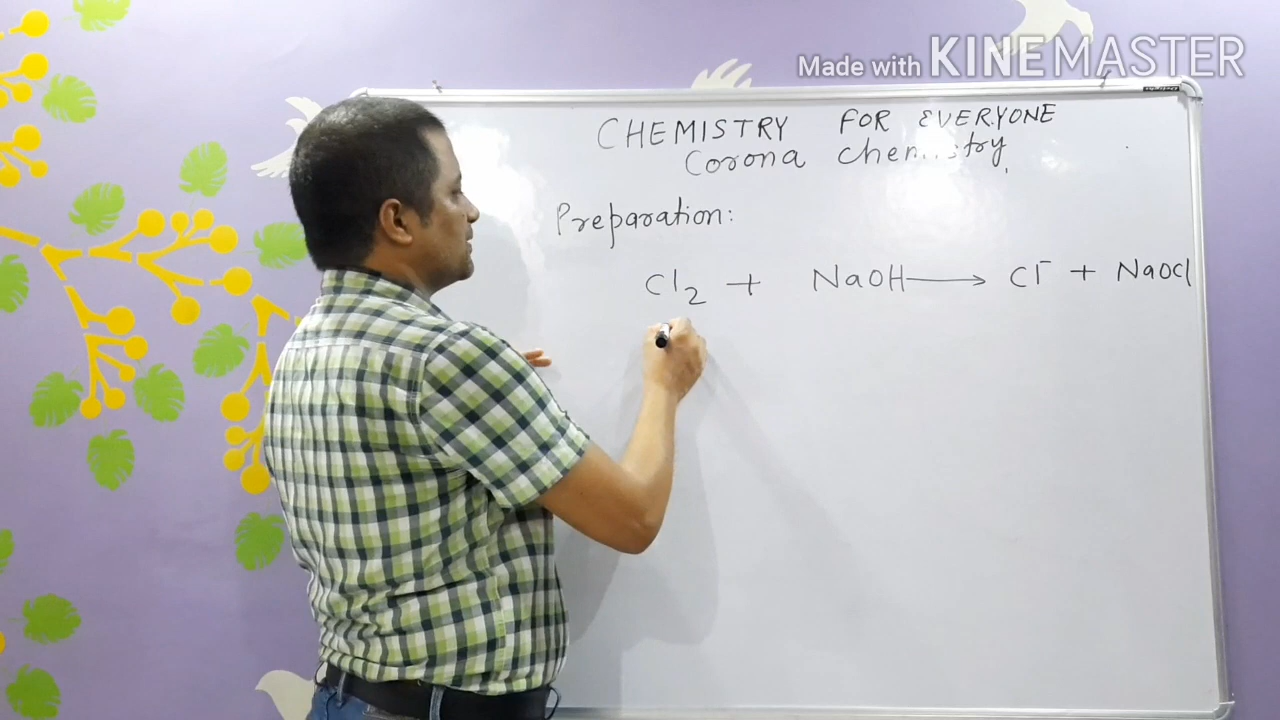 Made with KINEMASTER
CHEMISTRY FOR EVERYONE
Corona Chemistry
Preparation:
Cl2 + NaOH → Cl⁻ + NaOCl